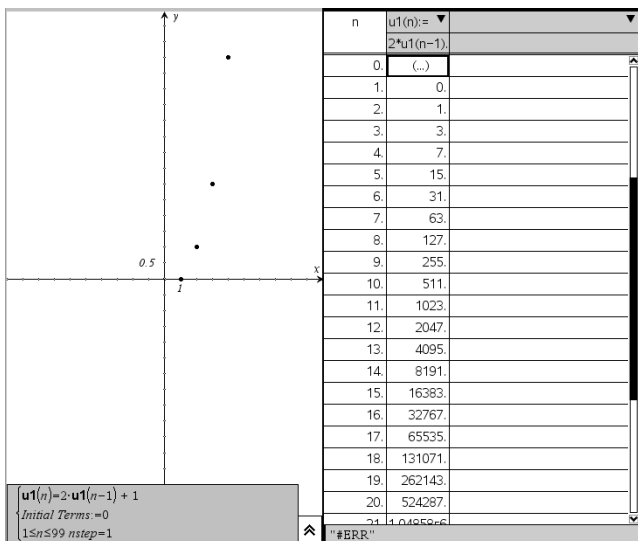 y
0.5
x
1
u1(n)=2·u1(n−1) + 1
Initial Terms:=0
1≤n≤99 nstep=1
n u1(n):= ▼ ▼
2*u1(n−1).
0. (...)
1. 0.
2. 1.
3. 3.
4. 7.
5. 15.
6. 31.
7. 63.
8. 127.
9. 255.
10. 511.
11. 1023.
12. 2047.
13. 4095.
14. 8191.
15. 16383.
16. 32767.
17. 65535.
18. 131071.
19. 262143.
20. 524287.
21. 1.04858ᴇ6
"#ERR"